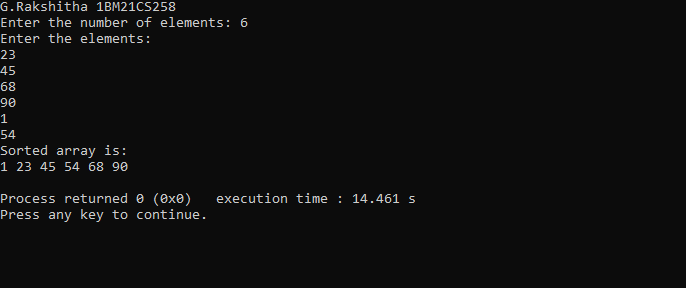 G.Rakshitha 1BM21CS258
Enter the number of elements: 6
Enter the elements:
23
45
68
90
1
54
Sorted array is:
1 23 45 54 68 90
Process returned 0 (0x0)   execution time : 14.461 s
Press any key to continue.